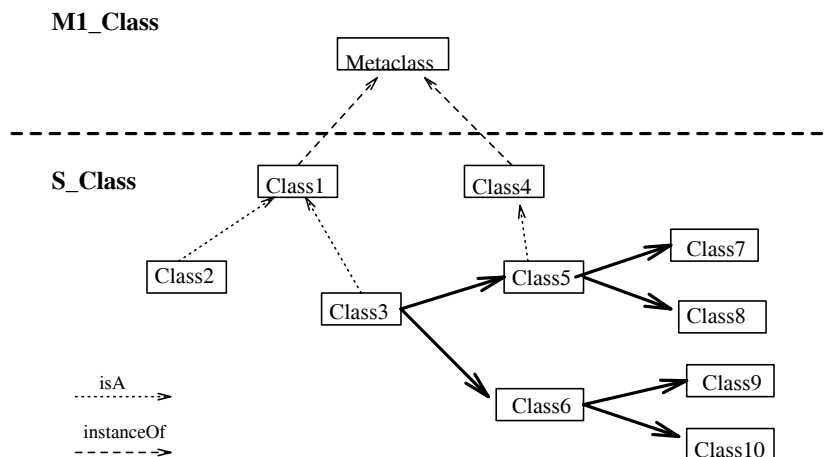 M1_Class
Metaclass
S_Class
Class1
Class4
Class2
Class3
Class5
Class7
Class8
Class6
Class9
Class10
isA
instanceOf